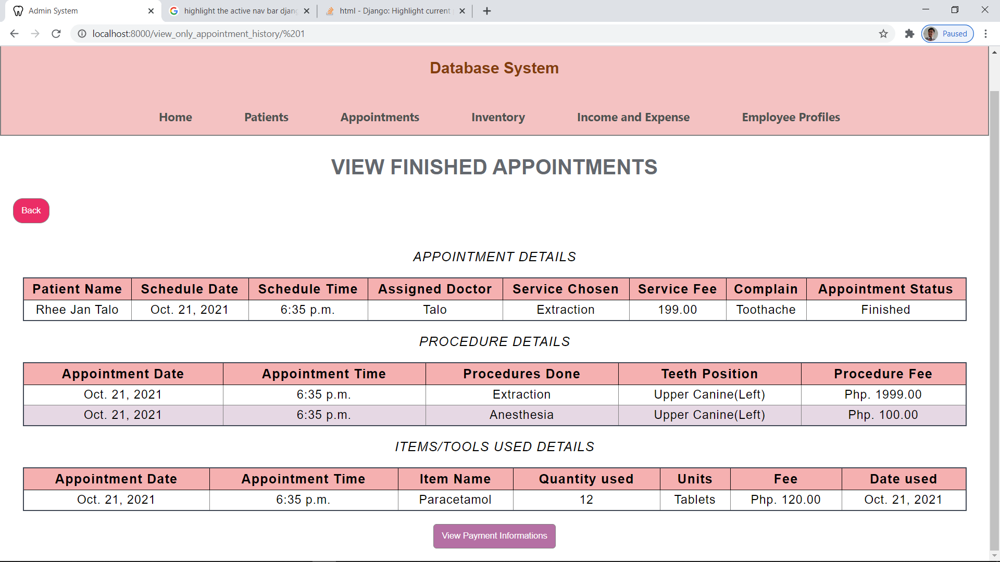 Admin System
highlight the active nav bar djang
html - Django: Highlight current p
localhost:8000/view_only_appointment_history/%201
Paused
Database System
Home Patients Appointments Inventory Income and Expense Employee Profiles
VIEW FINISHED APPOINTMENTS
Back
APPOINTMENT DETAILS
Patient Name Schedule Date Schedule Time Assigned Doctor Service Chosen Service Fee Complain Appointment Status
Rhee Jan Talo Oct. 21, 2021 6:35 p.m. Talo Extraction 199.00 Toothache Finished
PROCEDURE DETAILS
Appointment Date Appointment Time Procedures Done Teeth Position Procedure Fee
Oct. 21, 2021 6:35 p.m. Extraction Upper Canine(Left) Php. 1999.00
Oct. 21, 2021 6:35 p.m. Anesthesia Upper Canine(Left) Php. 100.00
ITEMS/TOOLS USED DETAILS
Appointment Date Appointment Time Item Name Quantity used Units Fee Date used
Oct. 21, 2021 6:35 p.m. Paracetamol 12 Tablets Php. 120.00 Oct. 21, 2021
View Payment Informations